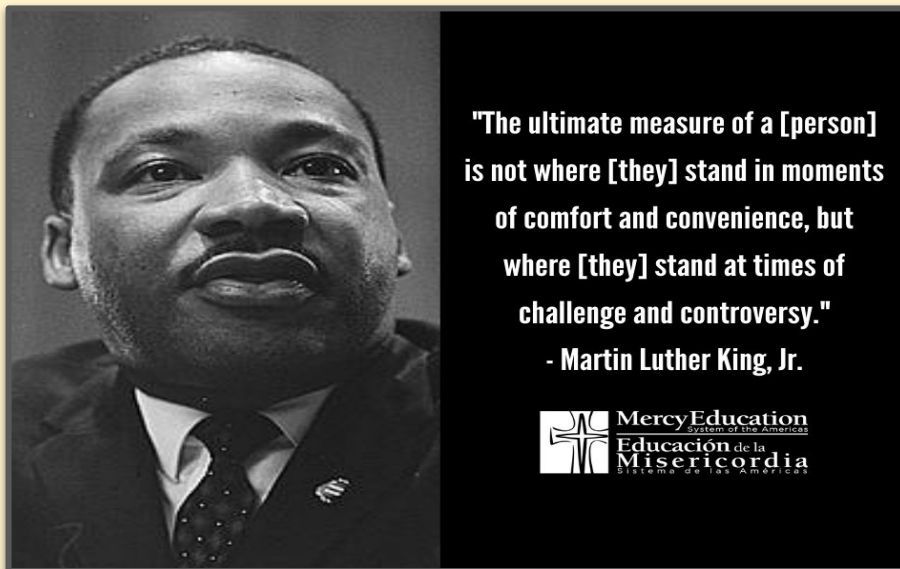 "The ultimate measure of a [person]
is not where [they] stand in moments
of comfort and convenience, but
where [they] stand at times of
challenge and controversy."
- Martin Luther King, Jr.
Mercy Education
System of the Americas
Educación de la
Misericordia
Sistema de las Américas